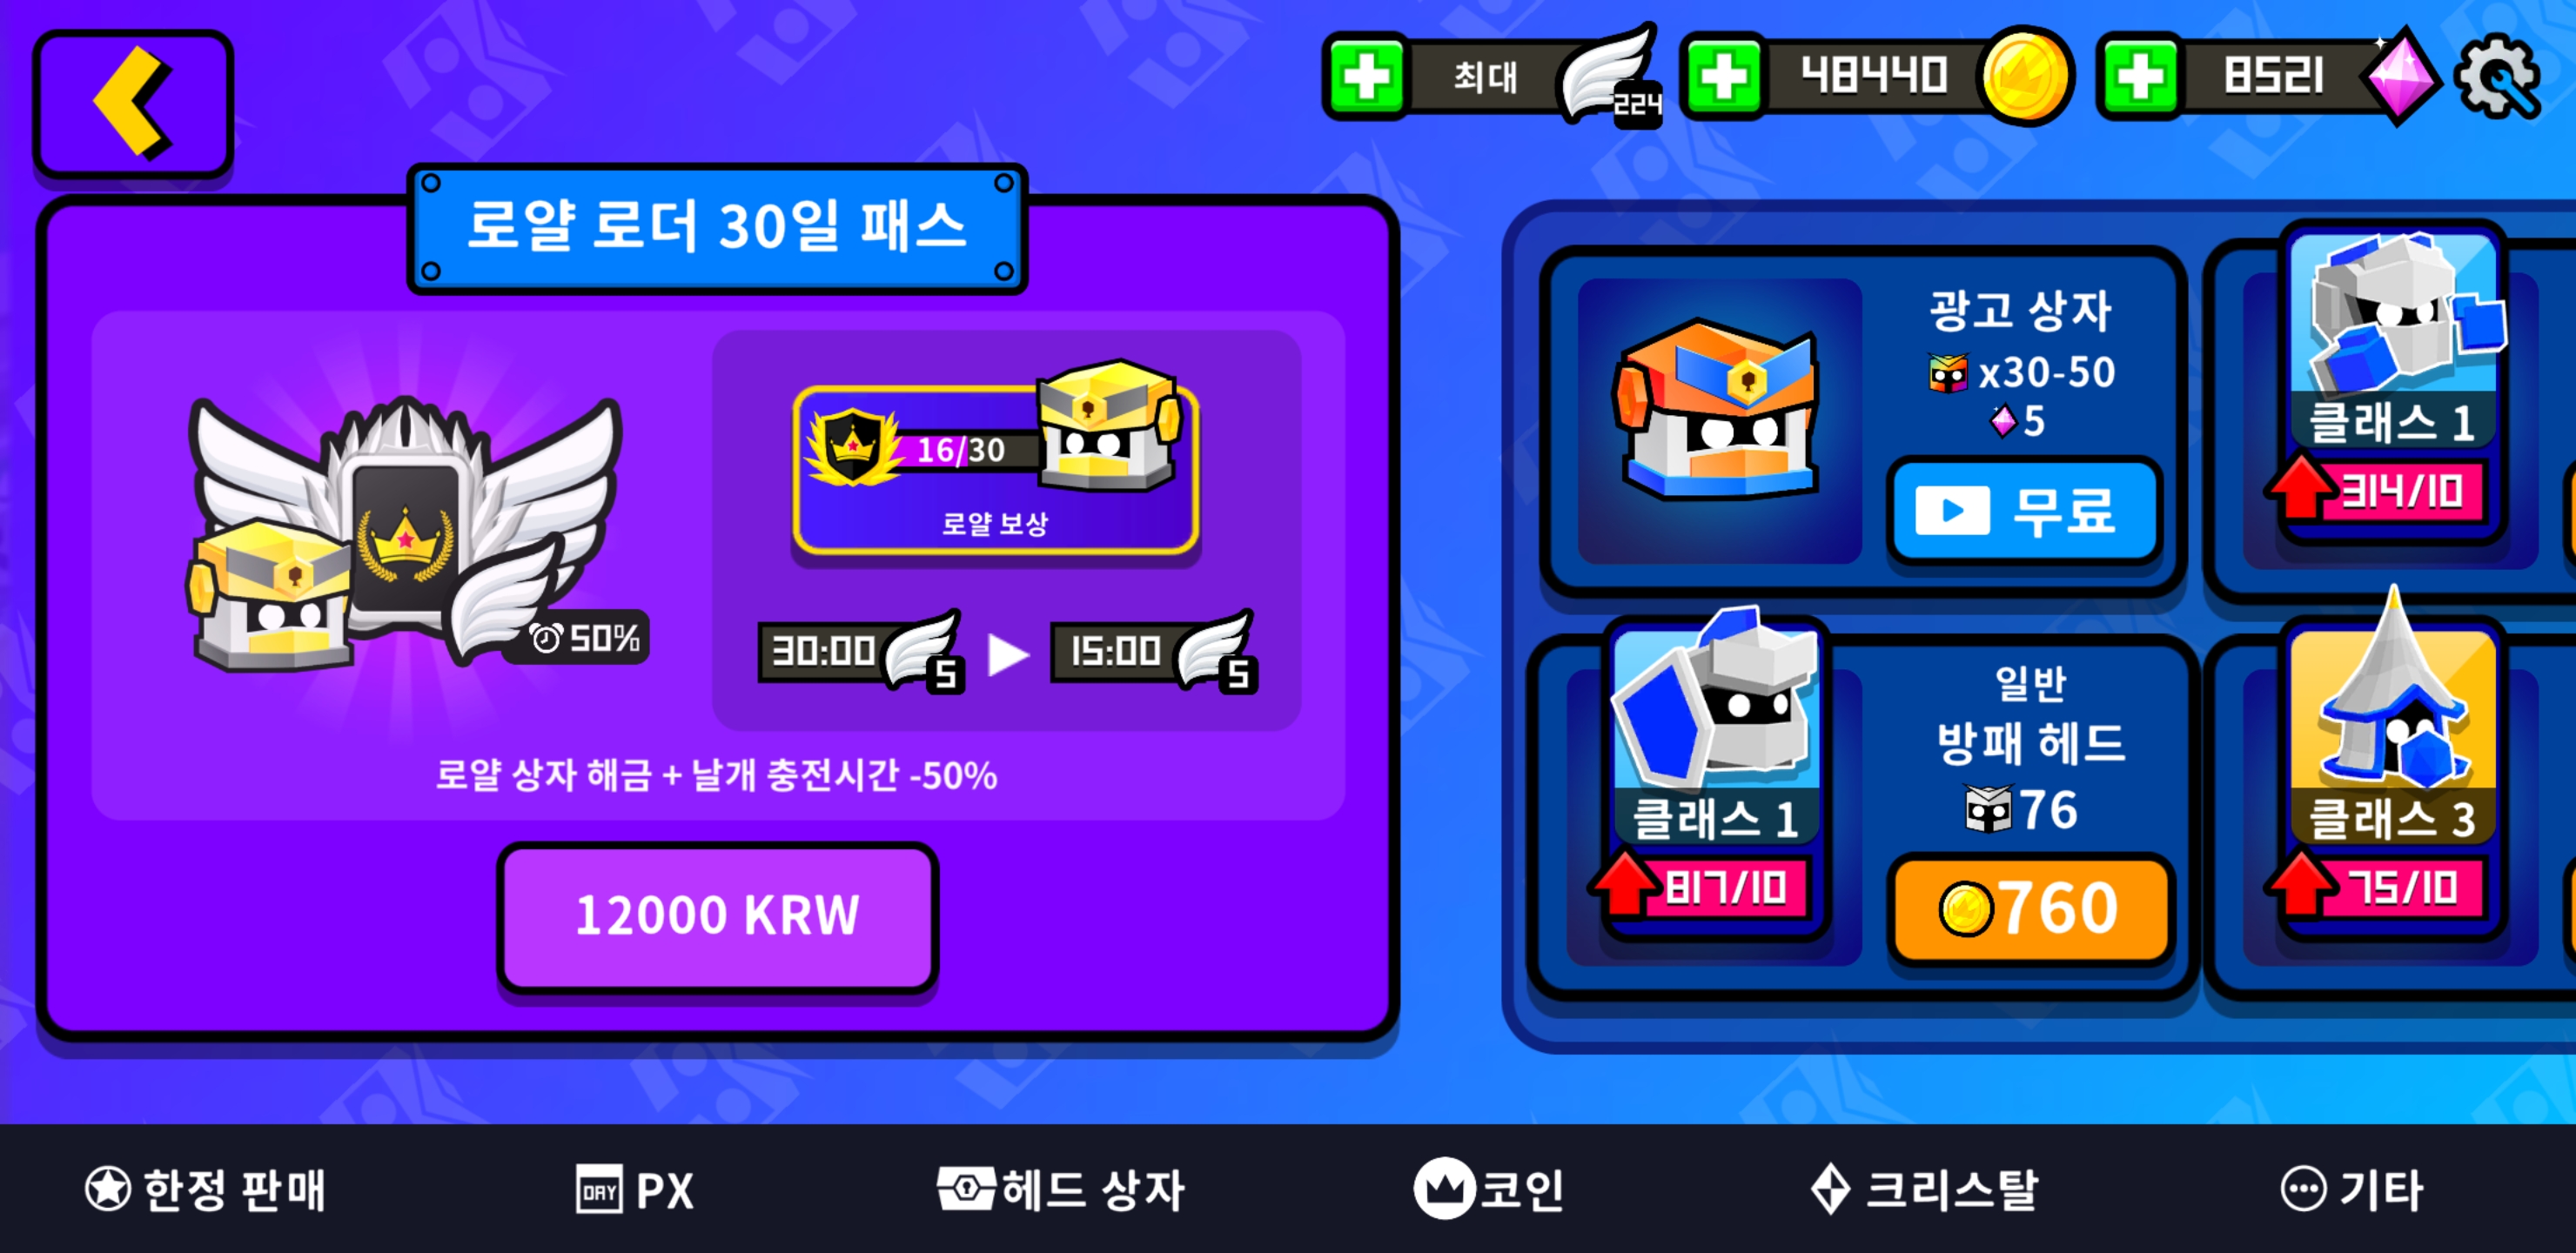 최대
224
48440
8521
로얄 로더 30일 패스
16/30
로얄 보상
50%
30:00
5
15:00
5
로얄 상자 해금 + 날개 충전시간 -50%
12000 KRW
광고 상자
x30-50
5
무료
클래스 1
314/10
클래스 1
817/10
일반
방패 헤드
76
760
클래스 3
75/10
한정 판매
DAY PX
헤드 상자
코인
크리스탈
기타